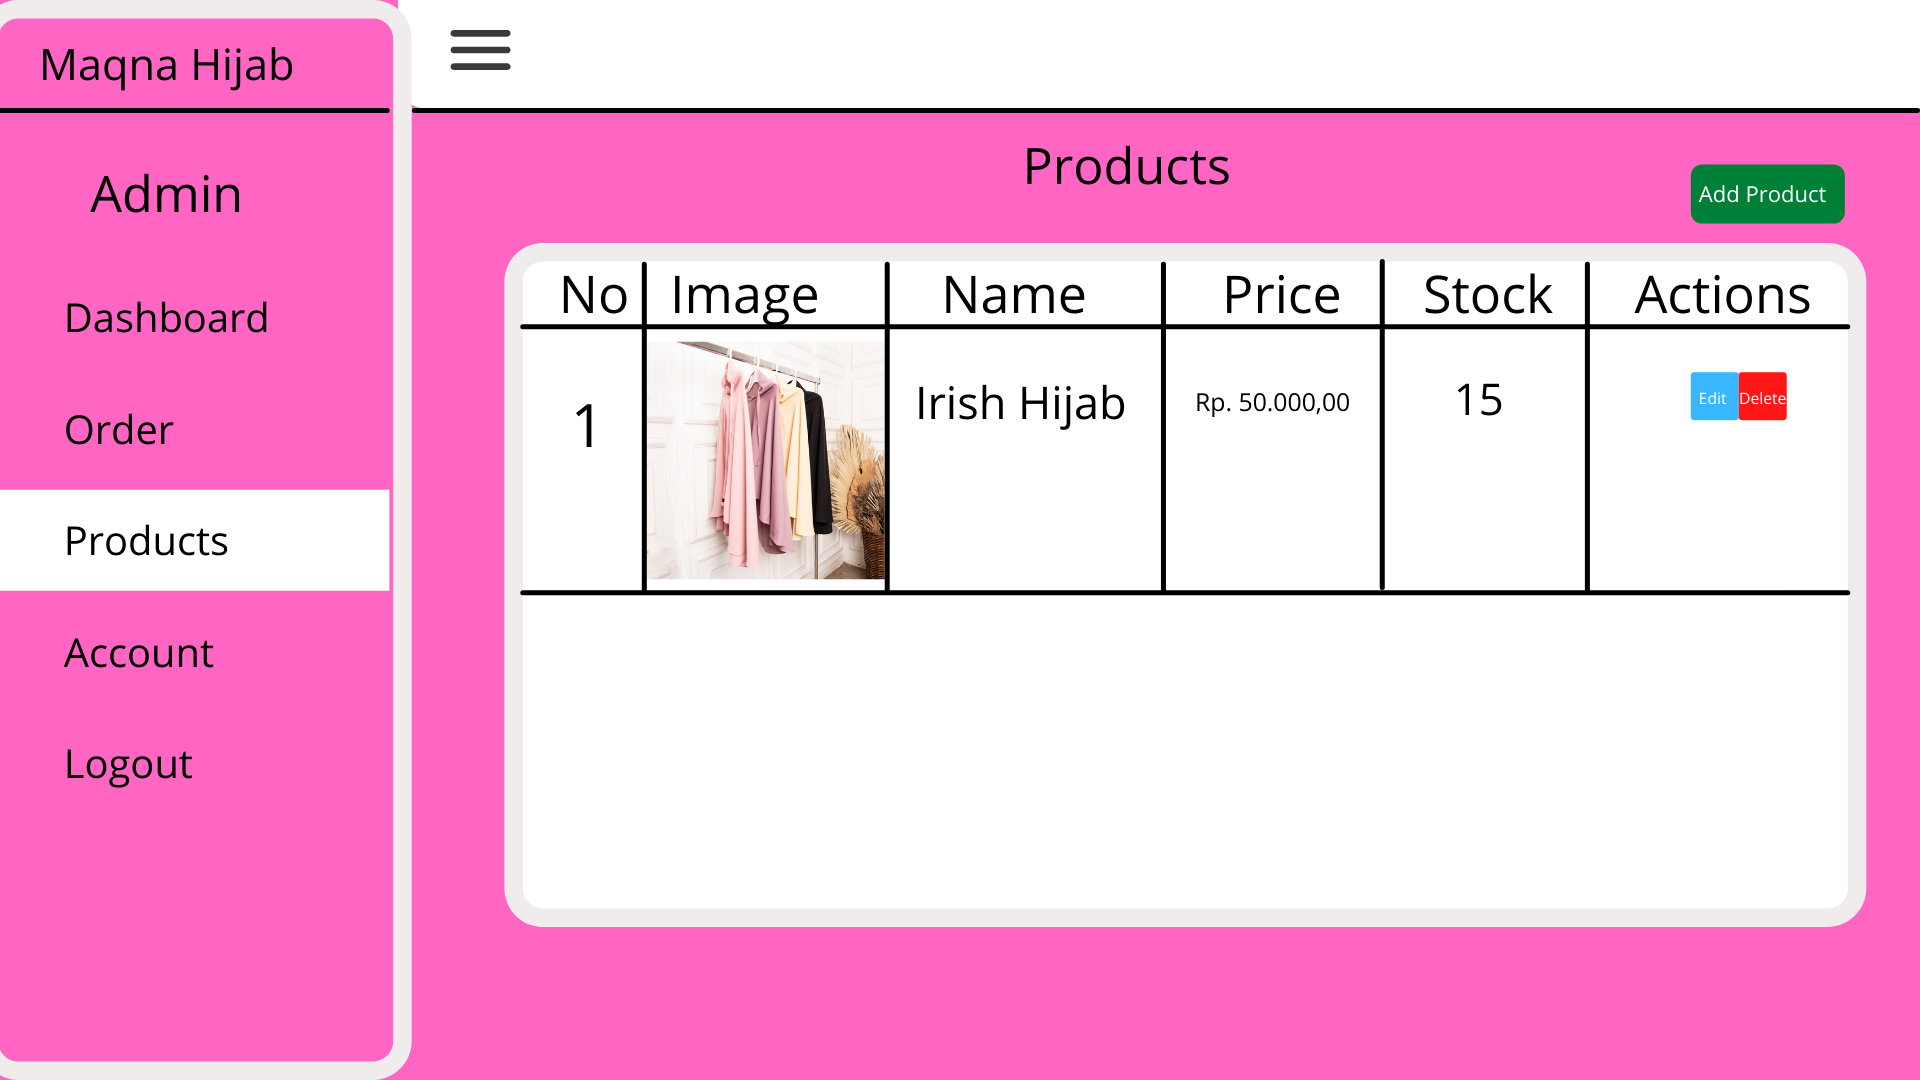 Maqna Hijab
Admin
Dashboard
Order
Products
Account
Logout
Products
Add Product
No Image Name Price Stock Actions
1 Irish Hijab Rp. 50.000,00 15 Edit Delete